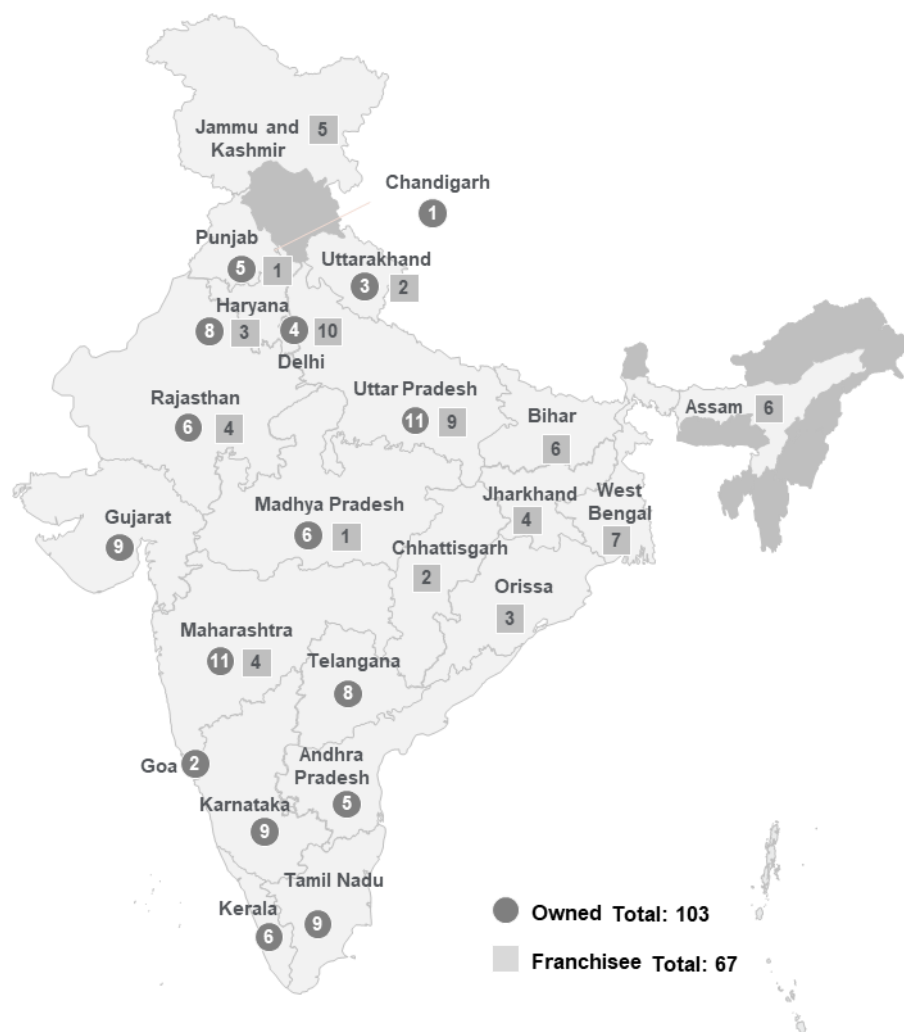 Jammu and
Kashmir
5
Chandigarh
1
Punjab
5
1
Uttarakhand
3
2
Haryana
8
3
4
10
Delhi
Rajasthan
6
4
Uttar Pradesh
11
9
Bihar
6
Assam
6
Gujarat
9
Madhya Pradesh
6
1
Jharkhand
4
West
Bengal
7
Chhattisgarh
2
Orissa
3
Maharashtra
11
4
Telangana
8
Goa
2
Andhra
Pradesh
5
Karnataka
9
Tamil Nadu
9
Kerala
6
Owned Total: 103
Franchisee Total: 67